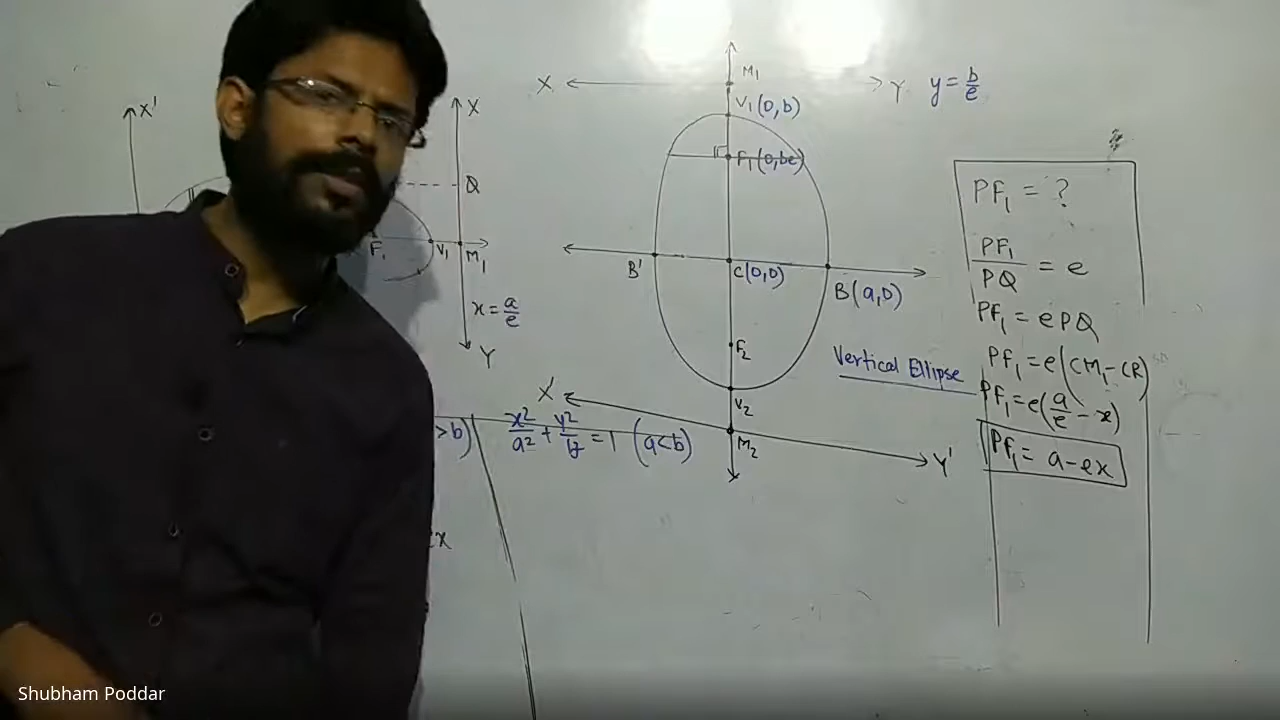 X'
X
Q
F₁
V₁
M₁
x = a/e
Y
X
M₁
Y
y = b/e
V₁(0,b)
F₁(0,be)
B'
C(0,0)
B(a,0)
F₂
Vertical Ellipse
V₂
X'
M₂
Y'
>b)
x²/a² + y²/b² = 1 (a<b)
PF₁ = ?
PF₁/PQ = e
PF₁ = e PQ
PF₁ = e(CM₁ - CR)
PF₁ = e(a/e - x)
PF₁ = a - ex
Shubham Poddar